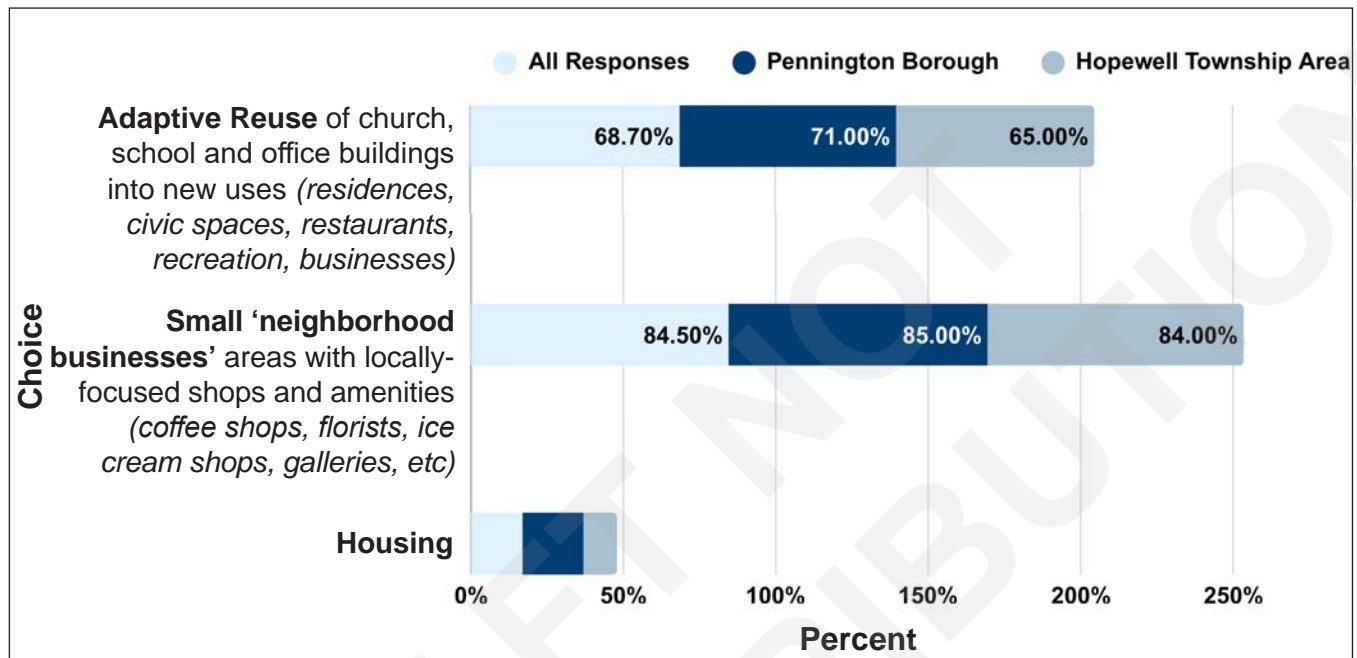 All Responses Pennington Borough Hopewell Township Area
Adaptive Reuse of church,
school and office buildings
into new uses (residences,
civic spaces, restaurants,
recreation, businesses)
68.70% 71.00% 65.00%
Choice
Small ‘neighborhood
businesses’ areas with locally-
focused shops and amenities
(coffee shops, florists, ice
cream shops, galleries, etc)
84.50% 85.00% 84.00%
Housing
0% 50% 100% 150% 200% 250%
Percent